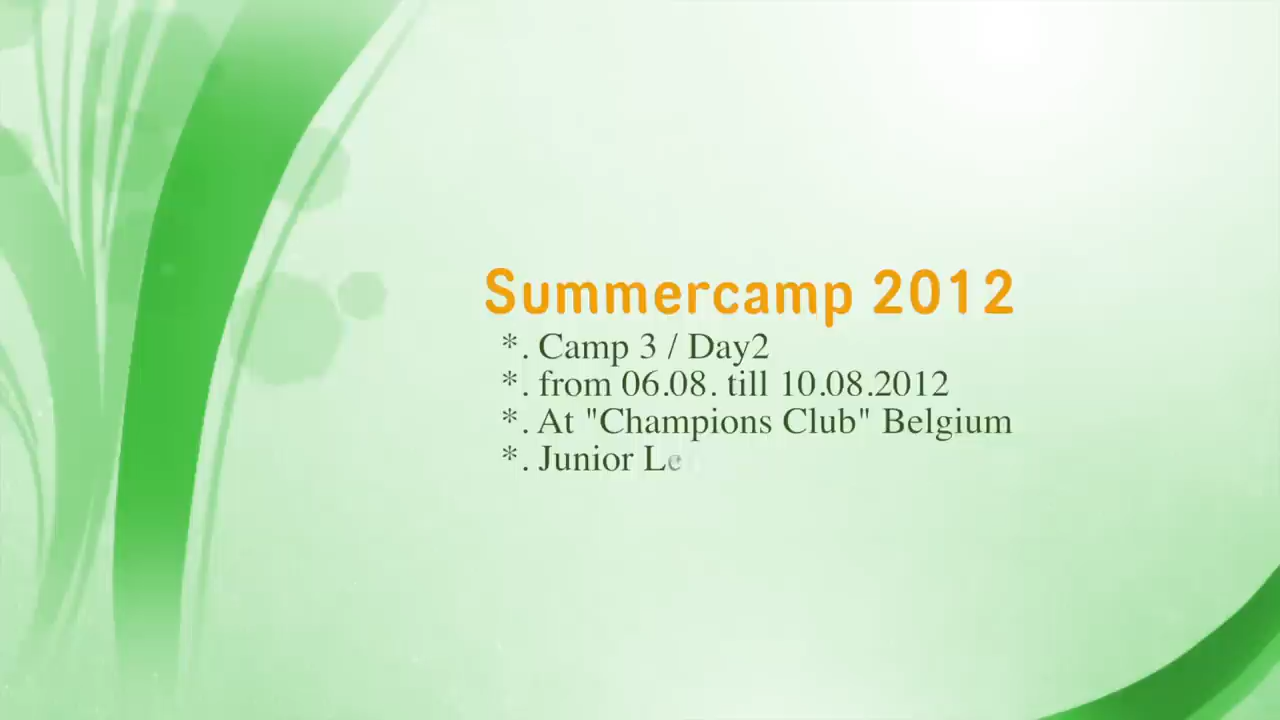 Summercamp 2012
*. Camp 3 / Day2
*. from 06.08. till 10.08.2012
*. At "Champions Club" Belgium
*. Junior